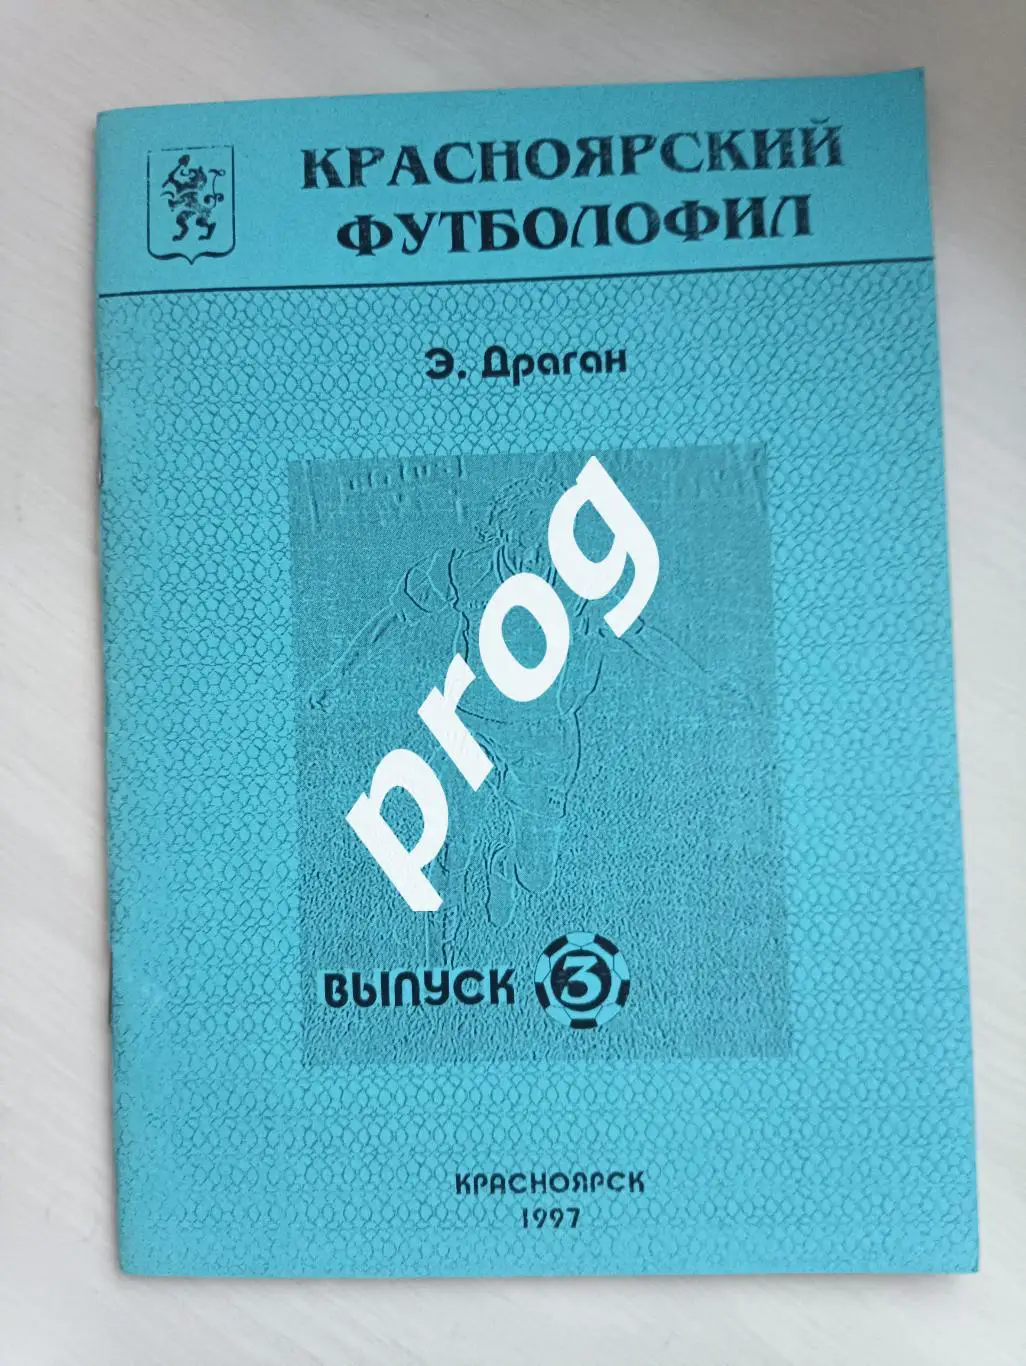 КРАСНОЯРСКИЙ
ФУТБОЛОФИЛ
Э. Драган
prog
ВЫПУСК 3
КРАСНОЯРСК
1997